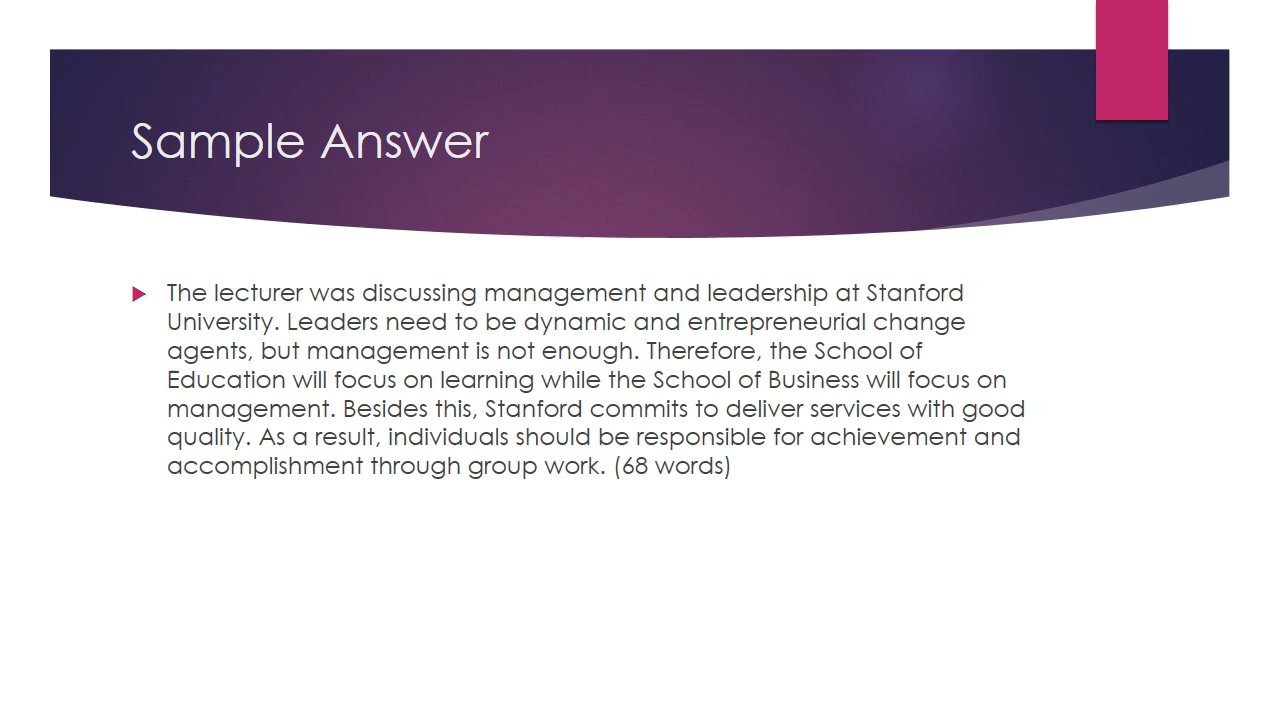 Sample Answer
The lecturer was discussing management and leadership at Stanford
University. Leaders need to be dynamic and entrepreneurial change
agents, but management is not enough. Therefore, the School of
Education will focus on learning while the School of Business will focus on
management. Besides this, Stanford commits to deliver services with good
quality. As a result, individuals should be responsible for achievement and
accomplishment through group work. (68 words)